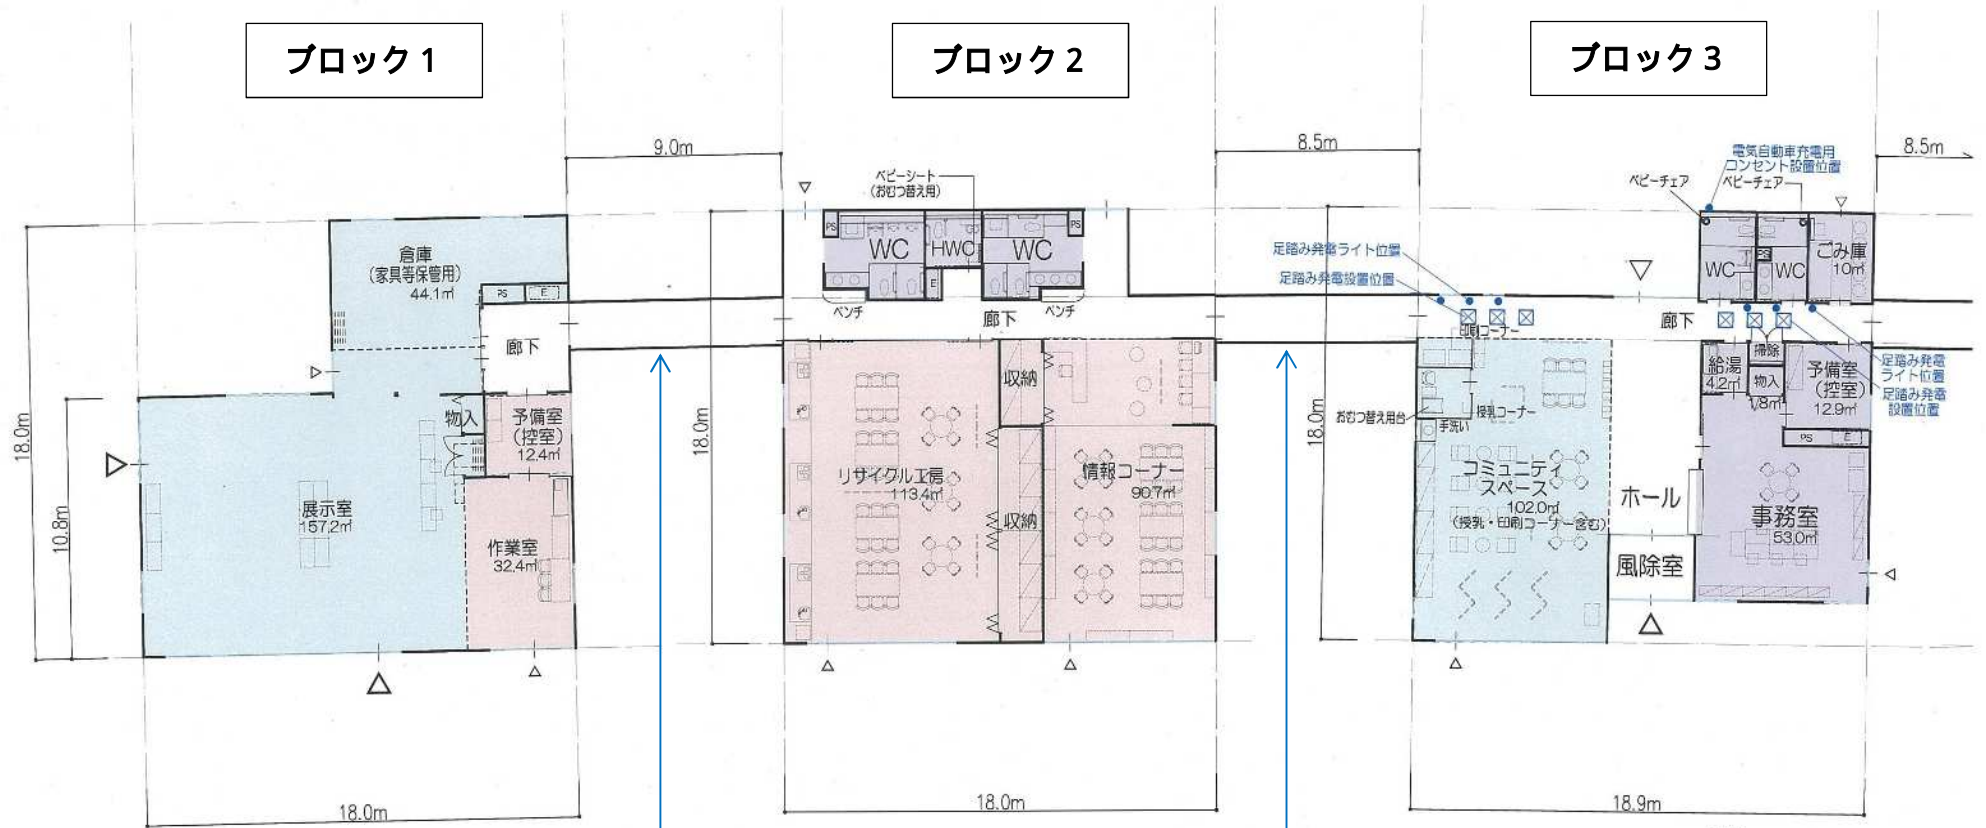 ブロック1
ブロック2
ブロック3
9.0m
8.5m
8.5m
18.0m
10.8m
18.0m
倉庫
(家具等保管用)
44.1㎡
PS
E
廊下
物入
予備室
(控室)
12.4㎡
展示室
157.2㎡
作業室
32.4㎡
ベビーシート
(おむつ替え用)
PS
WC
HWC
WC
PS
E
ベンチ
廊下
ベンチ
18.0m
収納
リサイクル工房
113.4㎡
情報コーナー
90.7㎡
収納
18.0m
電気自動車充電用
コンセント設置位置
ベビーチェア
ベビーチェア
足踏み発電ライト位置
足踏み発電設置位置
WC
PS
WC
ごみ庫
10㎡
印刷コーナー
廊下
給湯
4.2㎡
掃除
物入
1.8㎡
予備室
(控室)
12.9㎡
足踏み発電
ライト位置
足踏み発電
設置位置
おむつ替え用台
授乳コーナー
手洗い
PS
E
18.0m
コミュニティ
スペース
102.0㎡
(授乳・印刷コーナー含む)
ホール
事務室
53.0㎡
風除室
18.9m